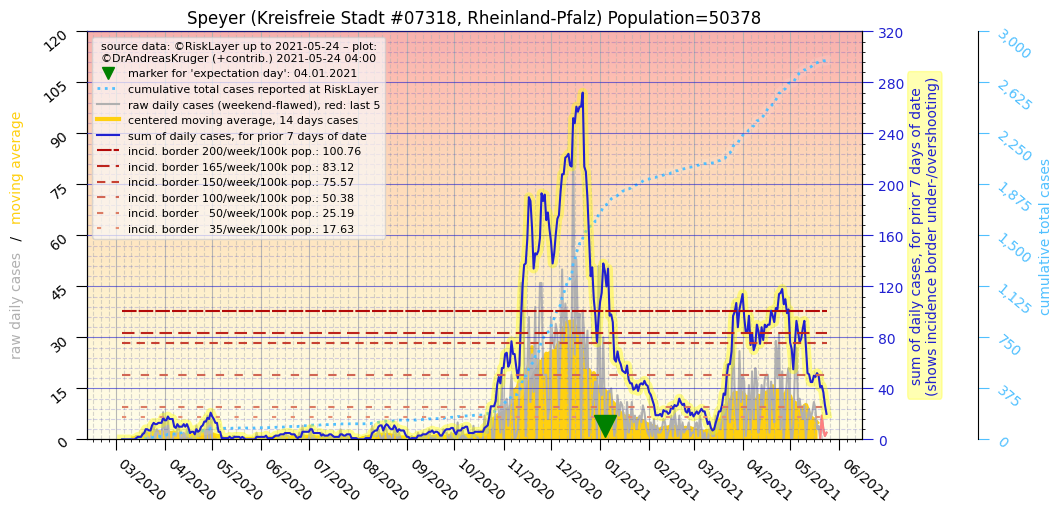 Speyer (Kreisfreie Stadt #07318, Rheinland-Pfalz) Population=50378
source data: ©RiskLayer up to 2021-05-24 – plot:
©DrAndreasKruger (+contrib.) 2021-05-24 04:00
marker for 'expectation day': 04.01.2021
cumulative total cases reported at RiskLayer
raw daily cases (weekend-flawed), red: last 5
centered moving average, 14 days cases
sum of daily cases, for prior 7 days of date
incid. border 200/week/100k pop.: 100.76
incid. border 165/week/100k pop.: 83.12
incid. border 150/week/100k pop.: 75.57
incid. border 100/week/100k pop.: 50.38
incid. border   50/week/100k pop.: 25.19
incid. border   35/week/100k pop.: 17.63
raw daily cases / moving average
120
105
90
75
60
45
30
15
0
03/2020
04/2020
05/2020
06/2020
07/2020
08/2020
09/2020
10/2020
11/2020
12/2020
01/2021
02/2021
03/2021
04/2021
05/2021
06/2021
320
280
240
200
160
120
80
40
0
sum of daily cases, for prior 7 days of date
(shows incidence border under-/overshooting)
3,000
2,625
2,250
1,875
1,500
1,125
750
375
0
cumulative total cases